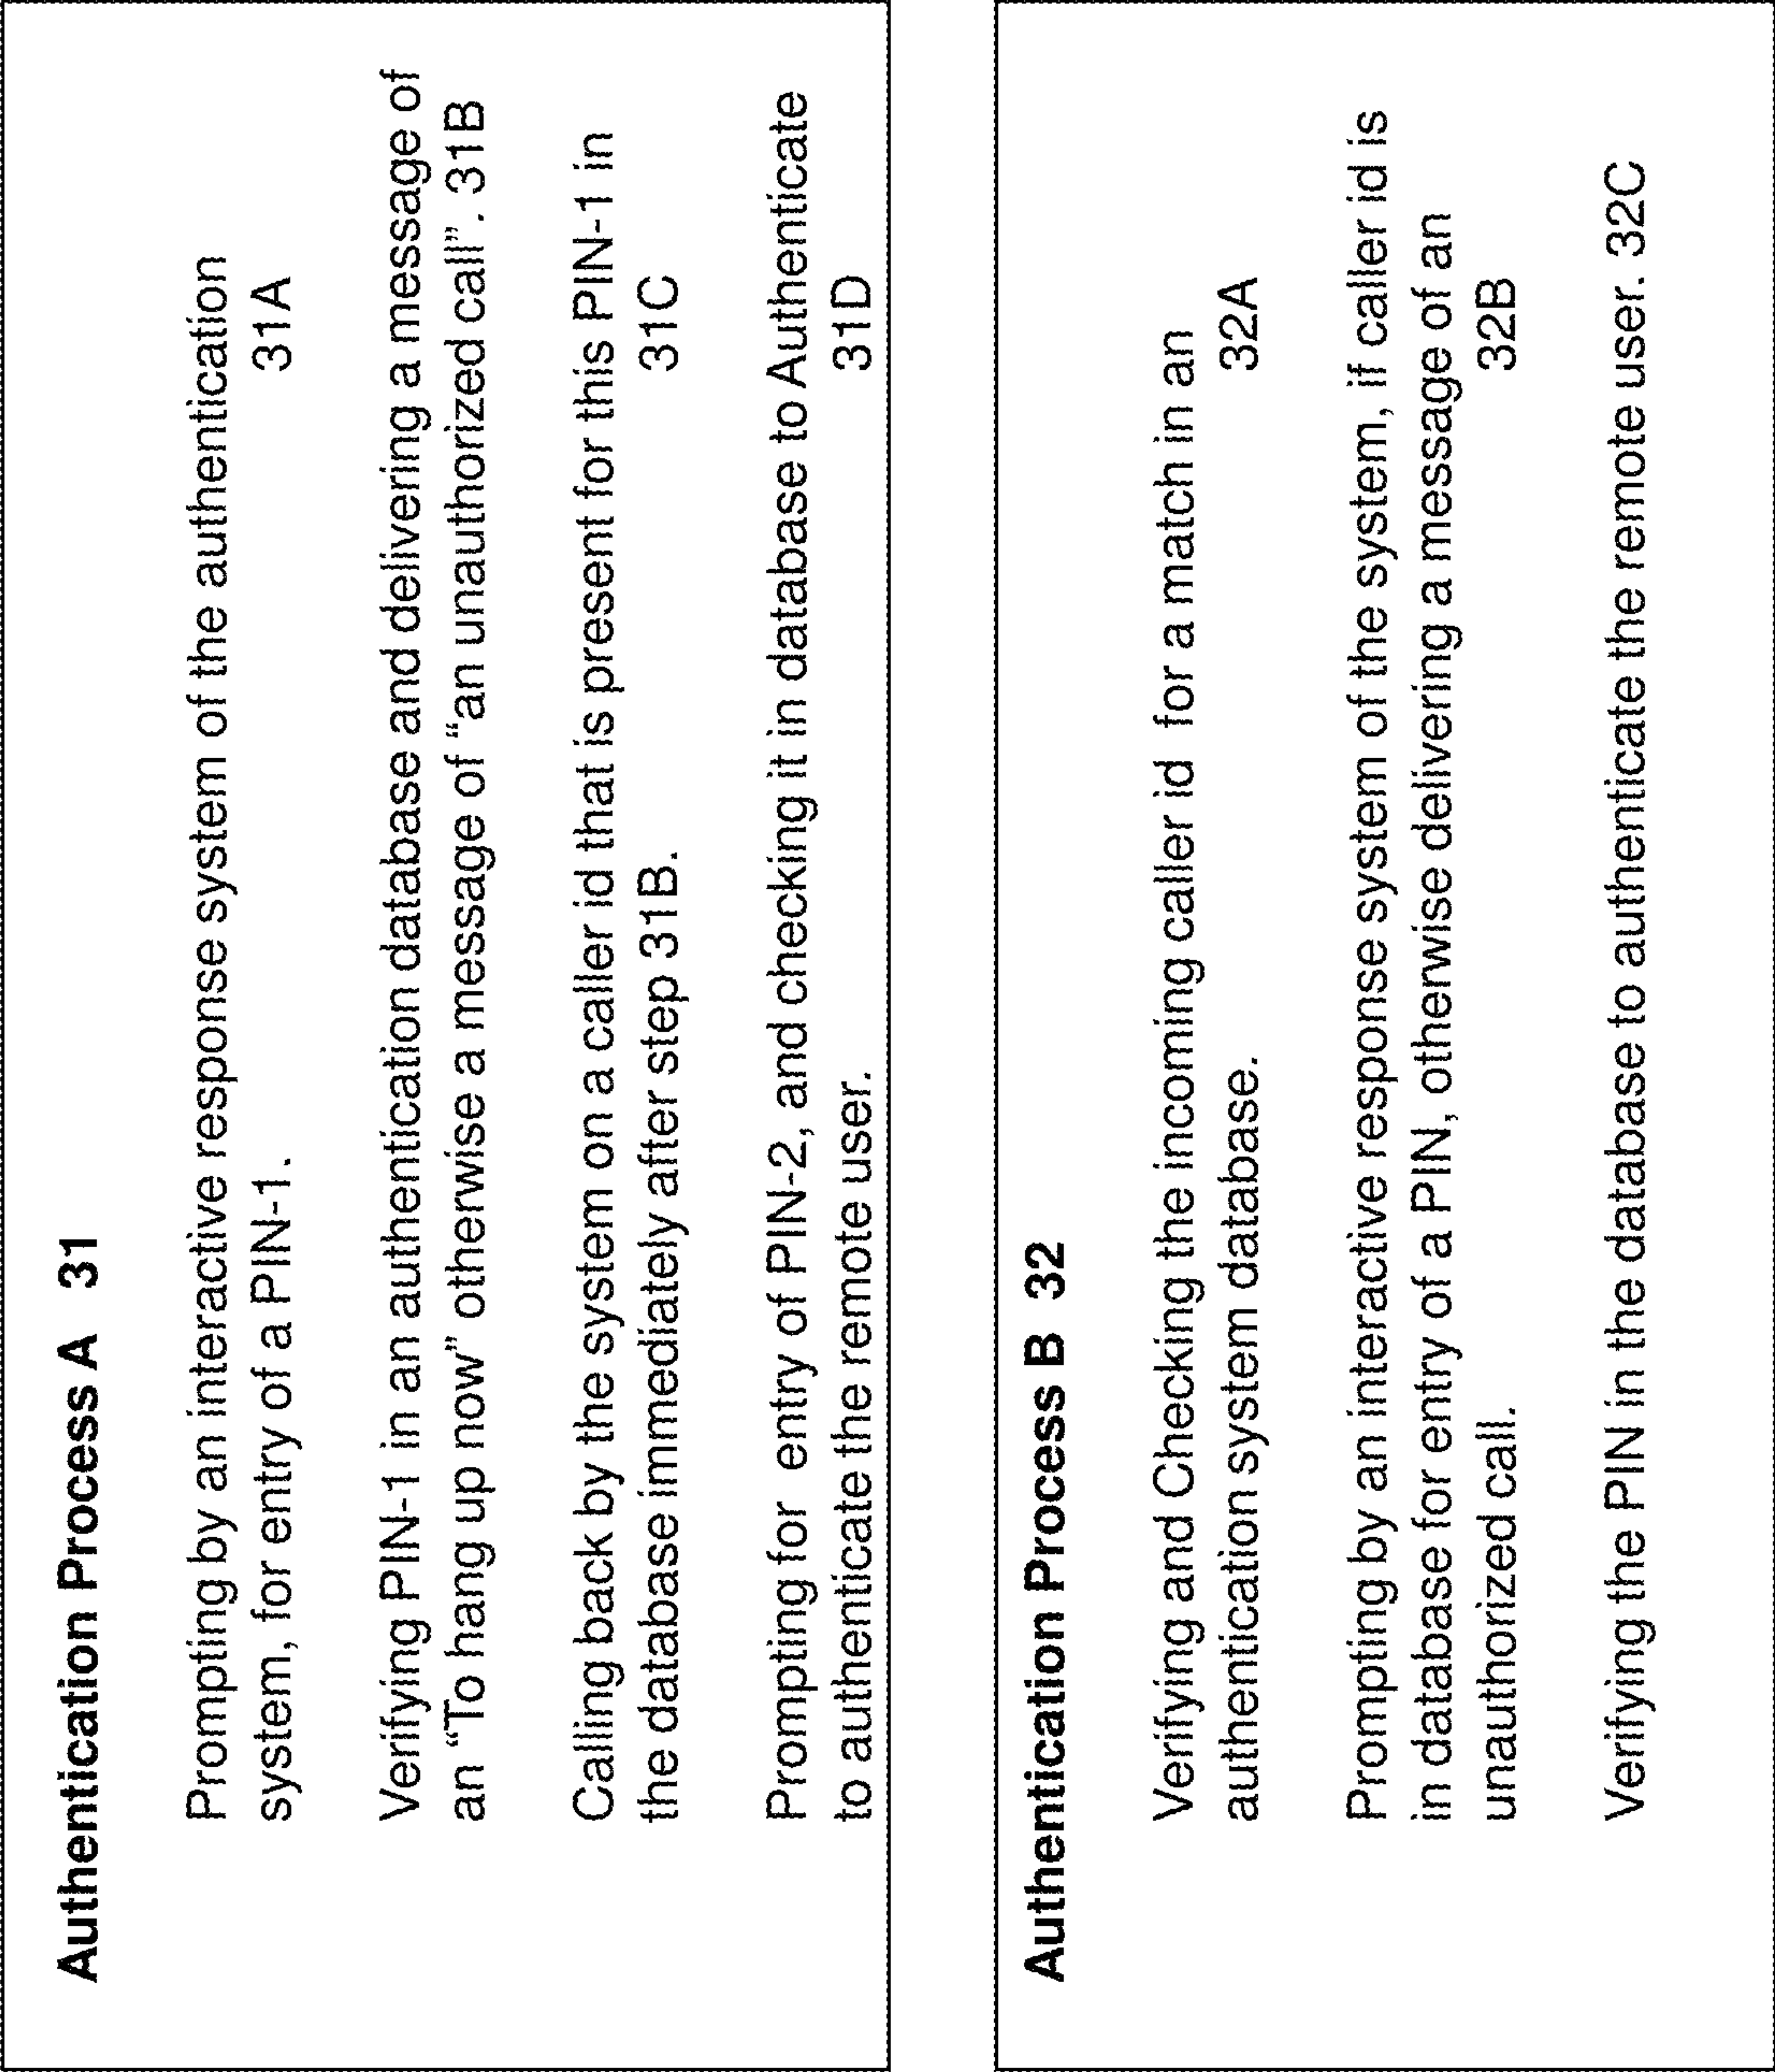 Authentication Process A 31
Prompting by an interactive response system of the authentication
system, for entry of a PIN-1. 31A
Verifying PIN-1 in an authentication database and delivering a message of
an “To hang up now” otherwise a message of “an unauthorized call”. 31B
Calling back by the system on a caller id that is present for this PIN-1 in
the database immediately after step 31B. 31C
Prompting for entry of PIN-2, and checking it in database to Authenticate
to authenticate the remote user. 31D
Authentication Process B 32
Verifying and Checking the incoming caller id for a match in an
authentication system database. 32A
Prompting by an interactive response system of the system, if caller id is
in database for entry of a PIN, otherwise delivering a message of an
unauthorized call. 32B
Verifying the PIN in the database to authenticate the remote user. 32C